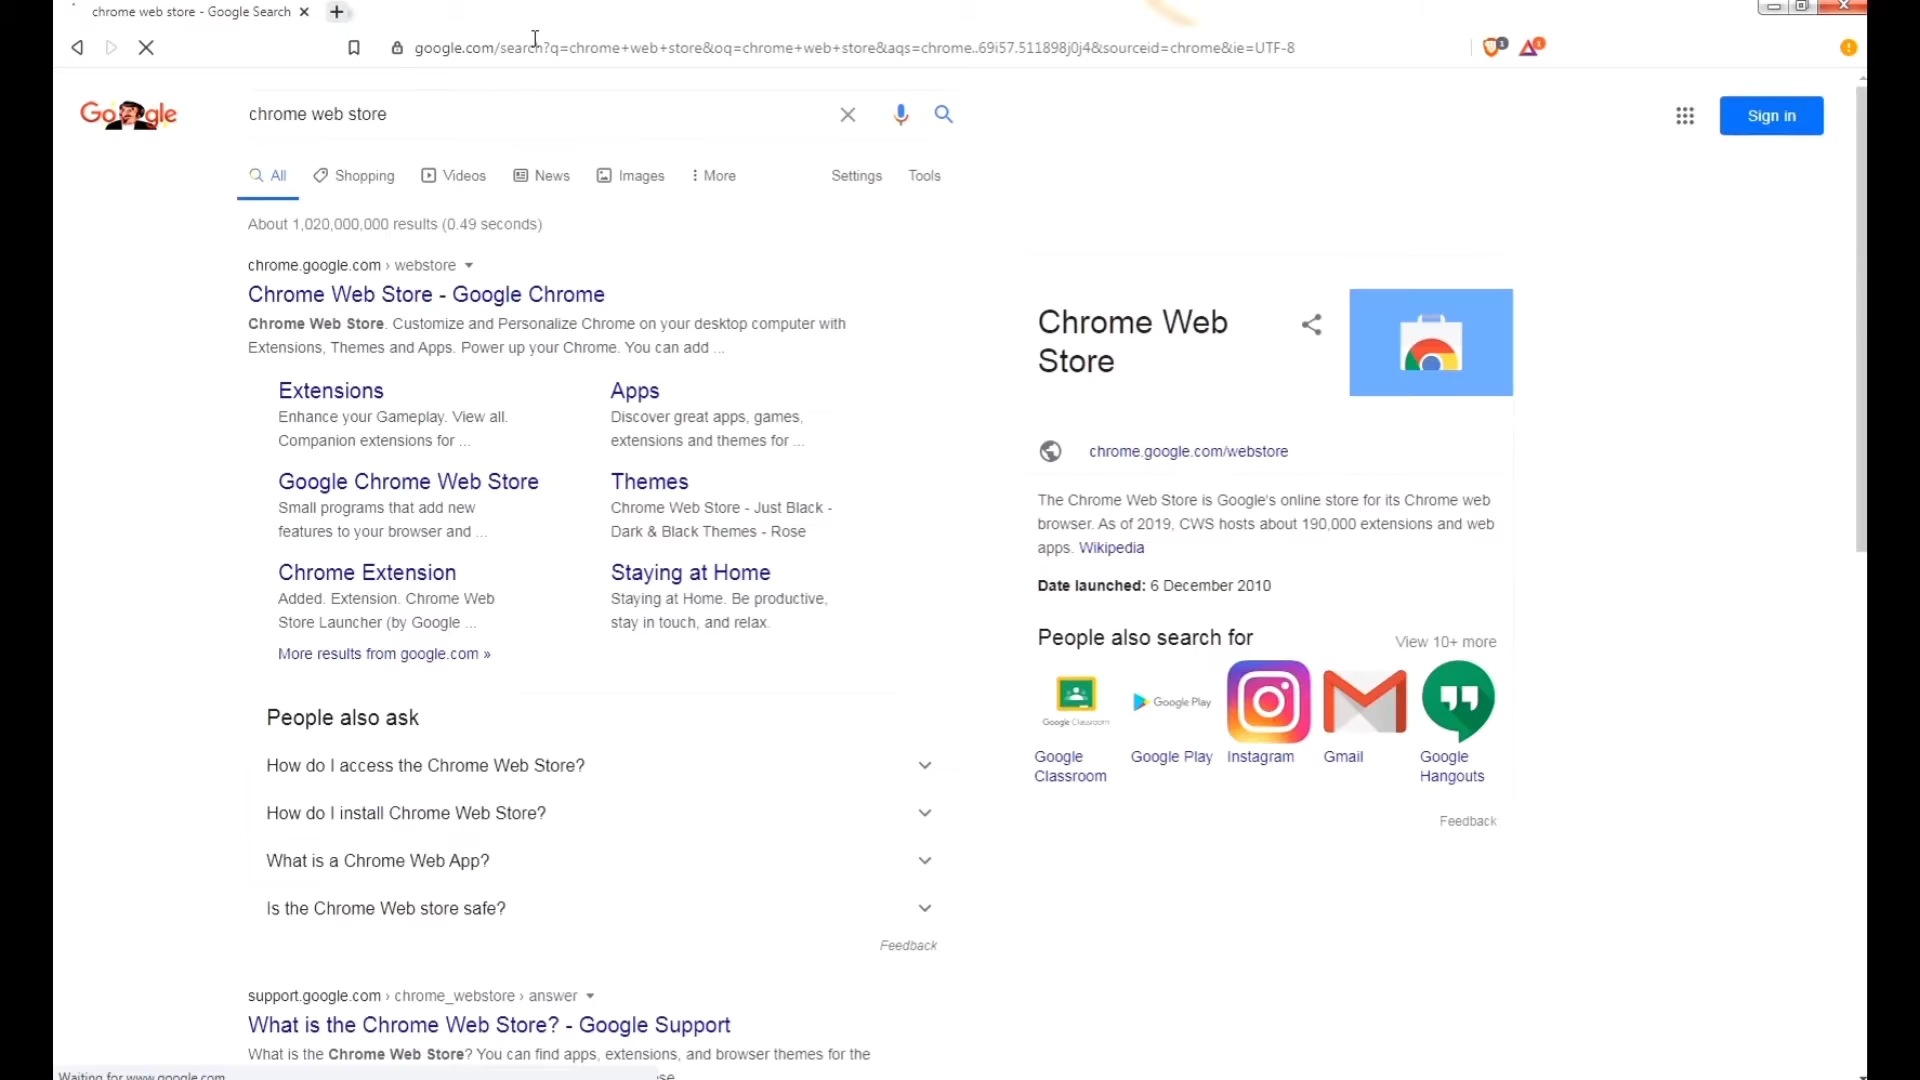 chrome web store - Google Search
google.com/search?q=chrome+web+store&oq=chrome+web+store&aqs=chrome..69i57.511898j0j4&sourceid=chrome&ie=UTF-8
1
1
Google
chrome web store
Sign in
All
Shopping
Videos
News
Images
More
Settings
Tools
About 1,020,000,000 results (0.49 seconds)
chrome.google.com › webstore
Chrome Web Store - Google Chrome
Chrome Web Store. Customize and Personalize Chrome on your desktop computer with
Extensions, Themes and Apps. Power up your Chrome. You can add ...
Extensions
Enhance your Gameplay. View all.
Companion extensions for ...
Apps
Discover great apps, games,
extensions and themes for ...
Google Chrome Web Store
Small programs that add new
features to your browser and ...
Themes
Chrome Web Store - Just Black -
Dark & Black Themes - Rose
Chrome Extension
Added. Extension. Chrome Web
Store Launcher (by Google ...
Staying at Home
Staying at Home. Be productive,
stay in touch, and relax.
More results from google.com »
People also ask
How do I access the Chrome Web Store?
How do I install Chrome Web Store?
What is a Chrome Web App?
Is the Chrome Web store safe?
Feedback
support.google.com › chrome_webstore › answer
What is the Chrome Web Store? - Google Support
What is the Chrome Web Store? You can find apps, extensions, and browser themes for the
Waiting for www.google.com
Chrome Web
Store
chrome.google.com/webstore
The Chrome Web Store is Google's online store for its Chrome web
browser. As of 2019, CWS hosts about 190,000 extensions and web
apps. Wikipedia
Date launched: 6 December 2010
People also search for
View 10+ more
Google Classroom
Google Play
Google
Classroom
Google Play
Instagram
Gmail
Google
Hangouts
Feedback